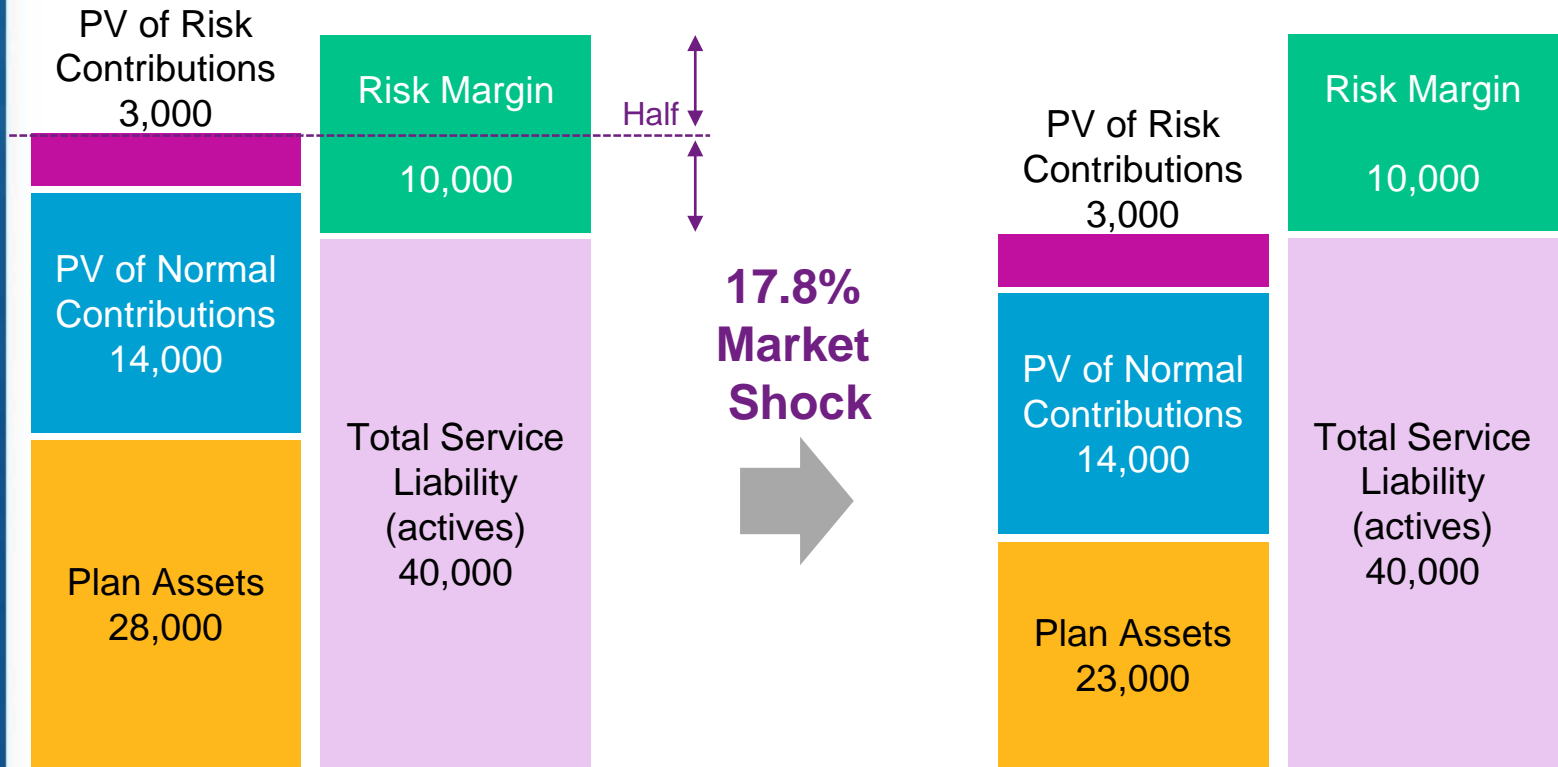 PV of Risk
Contributions
3,000
PV of Normal
Contributions
14,000
Plan Assets
28,000
Risk Margin
10,000
Total Service
Liability
(actives)
40,000
Half
17.8%
Market
Shock
PV of Risk
Contributions
3,000
PV of Normal
Contributions
14,000
Plan Assets
23,000
Risk Margin
10,000
Total Service
Liability
(actives)
40,000